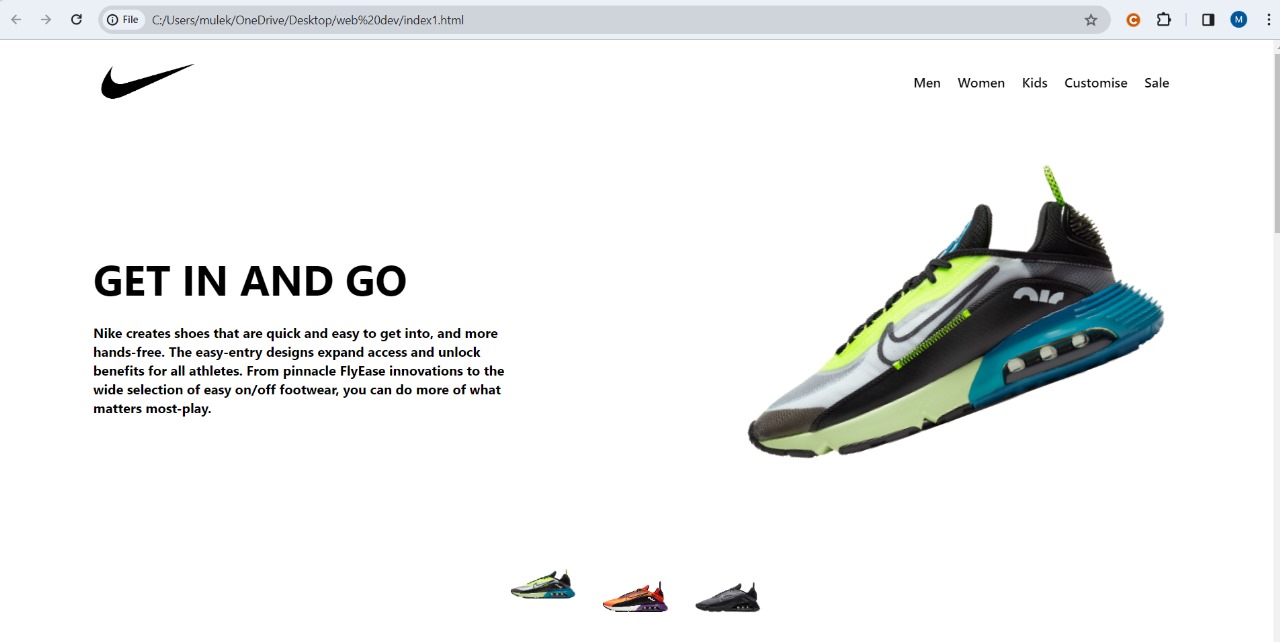 File C:/Users/mulek/OneDrive/Desktop/web%20dev/index1.html
C
M
Men Women Kids Customise Sale
AIR
GET IN AND GO
Nike creates shoes that are quick and easy to get into, and more
hands-free. The easy-entry designs expand access and unlock
benefits for all athletes. From pinnacle FlyEase innovations to the
wide selection of easy on/off footwear, you can do more of what
matters most-play.